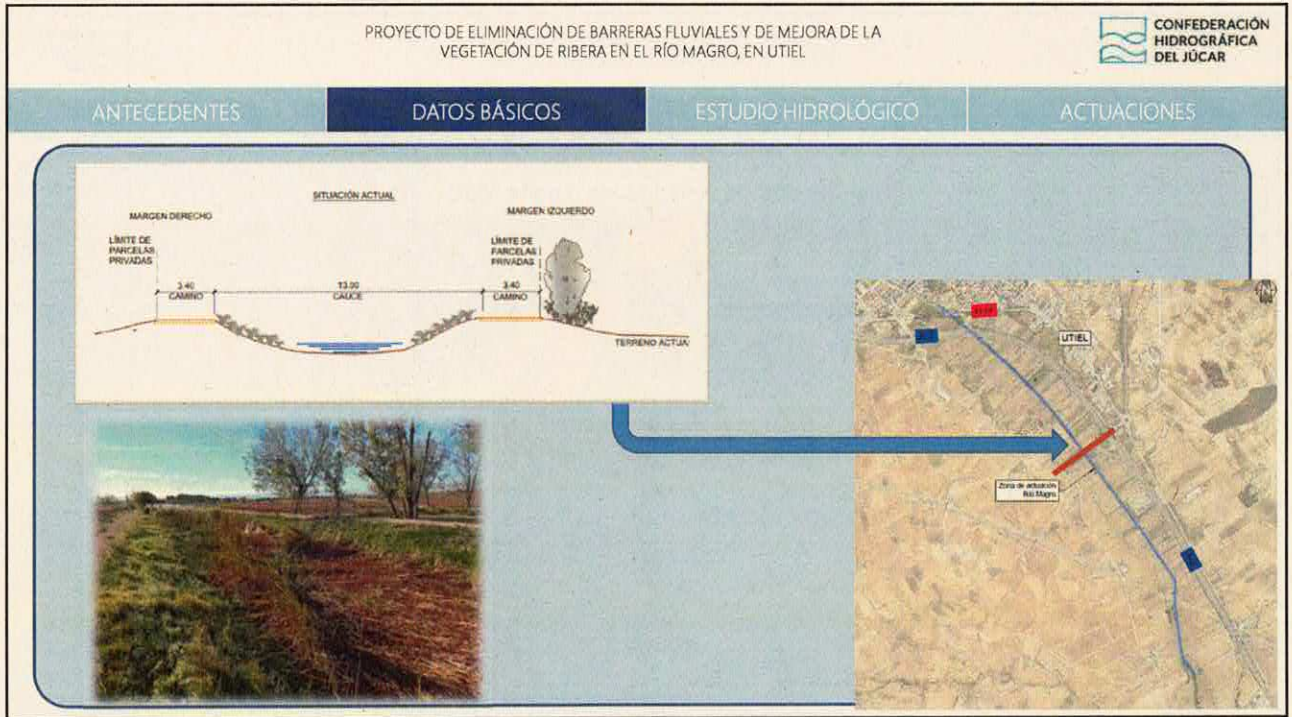 PROYECTO DE ELIMINACIÓN DE BARRERAS FLUVIALES Y DE MEJORA DE LA
VEGETACIÓN DE RIBERA EN EL RÍO MAGRO, EN UTIEL
CONFEDERACIÓN
HIDROGRÁFICA
DEL JÚCAR
ANTECEDENTES
DATOS BÁSICOS
ESTUDIO HIDROLÓGICO
ACTUACIONES
SITUACIÓN ACTUAL
MARGEN DERECHO
MARGEN IZQUIERDO
LÍMITE DE
PARCELAS
PRIVADAS
LÍMITE DE
PARCELAS
PRIVADAS
3.40
CAMINO
13.00
CAUCE
3.40
CAMINO
TERRENO ACTUA
UTIEL
Zona de actuación
Río Magro